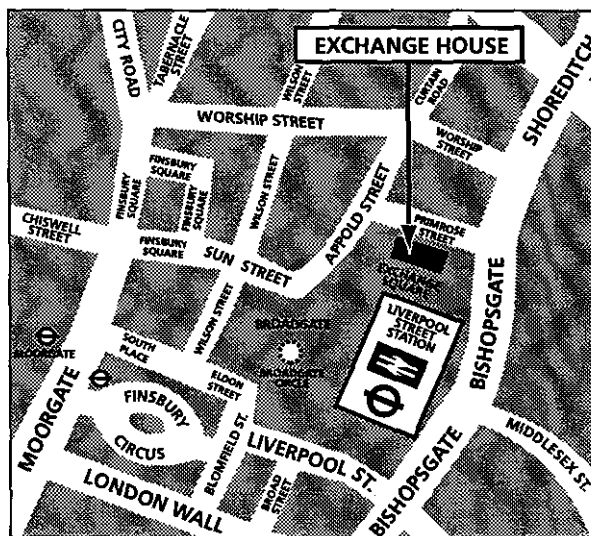 EXCHANGE HOUSE
CITY ROAD
TABERNACLE
STREET
WILSON STREET
CURTAIN
ROAD
SHOREDITCH
WORSHIP STREET
WORSHIP
STREET
FINSBURY
SQUARE
FINSBURY
SQUARE
FINSBURY
SQUARE
WILSON STREET
APPOLD STREET
PRIMROSE
STREET
CHISWELL
STREET
FINSBURY
SQUARE
SUN STREET
EXCHANGE
SQUARE
LIVERPOOL
STREET
STATION
BISHOPSGATE
WILSON STREET
BROADGATE
BROADGATE
CIRCLE
MOORGATE
SOUTH
PLACE
ELDON
STREET
MOORGATE
FINSBURY
CIRCUS
BLOMFIELD ST.
LIVERPOOL ST.
BROAD
STREET
BISHOPSGATE
MIDDLESEX ST.
LONDON WALL